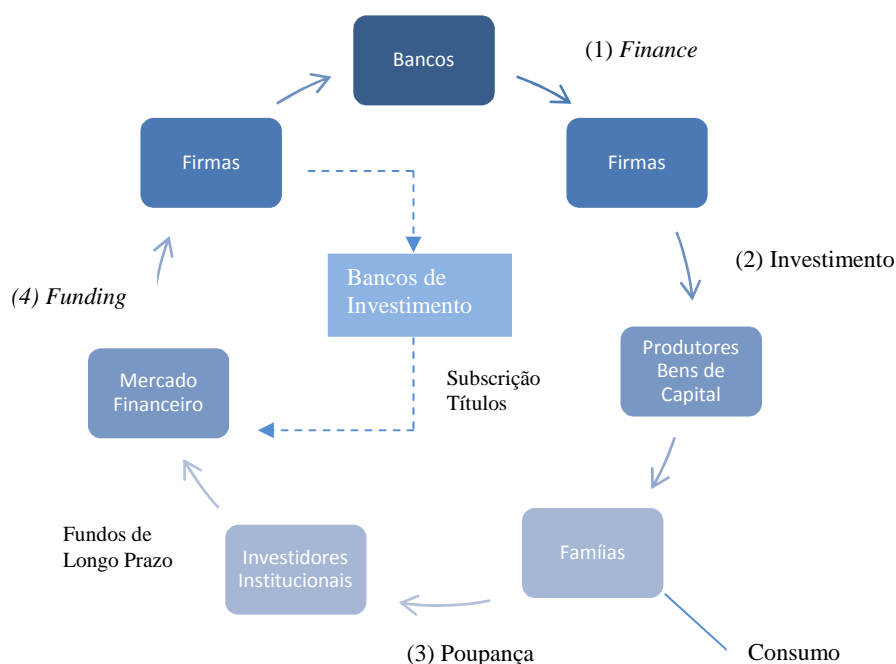 Bancos
(1) Finance
Firmas
Firmas
(2) Investimento
Bancos de
Investimento
(4) Funding
Produtores
Bens de
Capital
Mercado
Financeiro
Subscrição
Títulos
Fundos de
Longo Prazo
Investidores
Institucionais
Famíias
(3) Poupança
Consumo